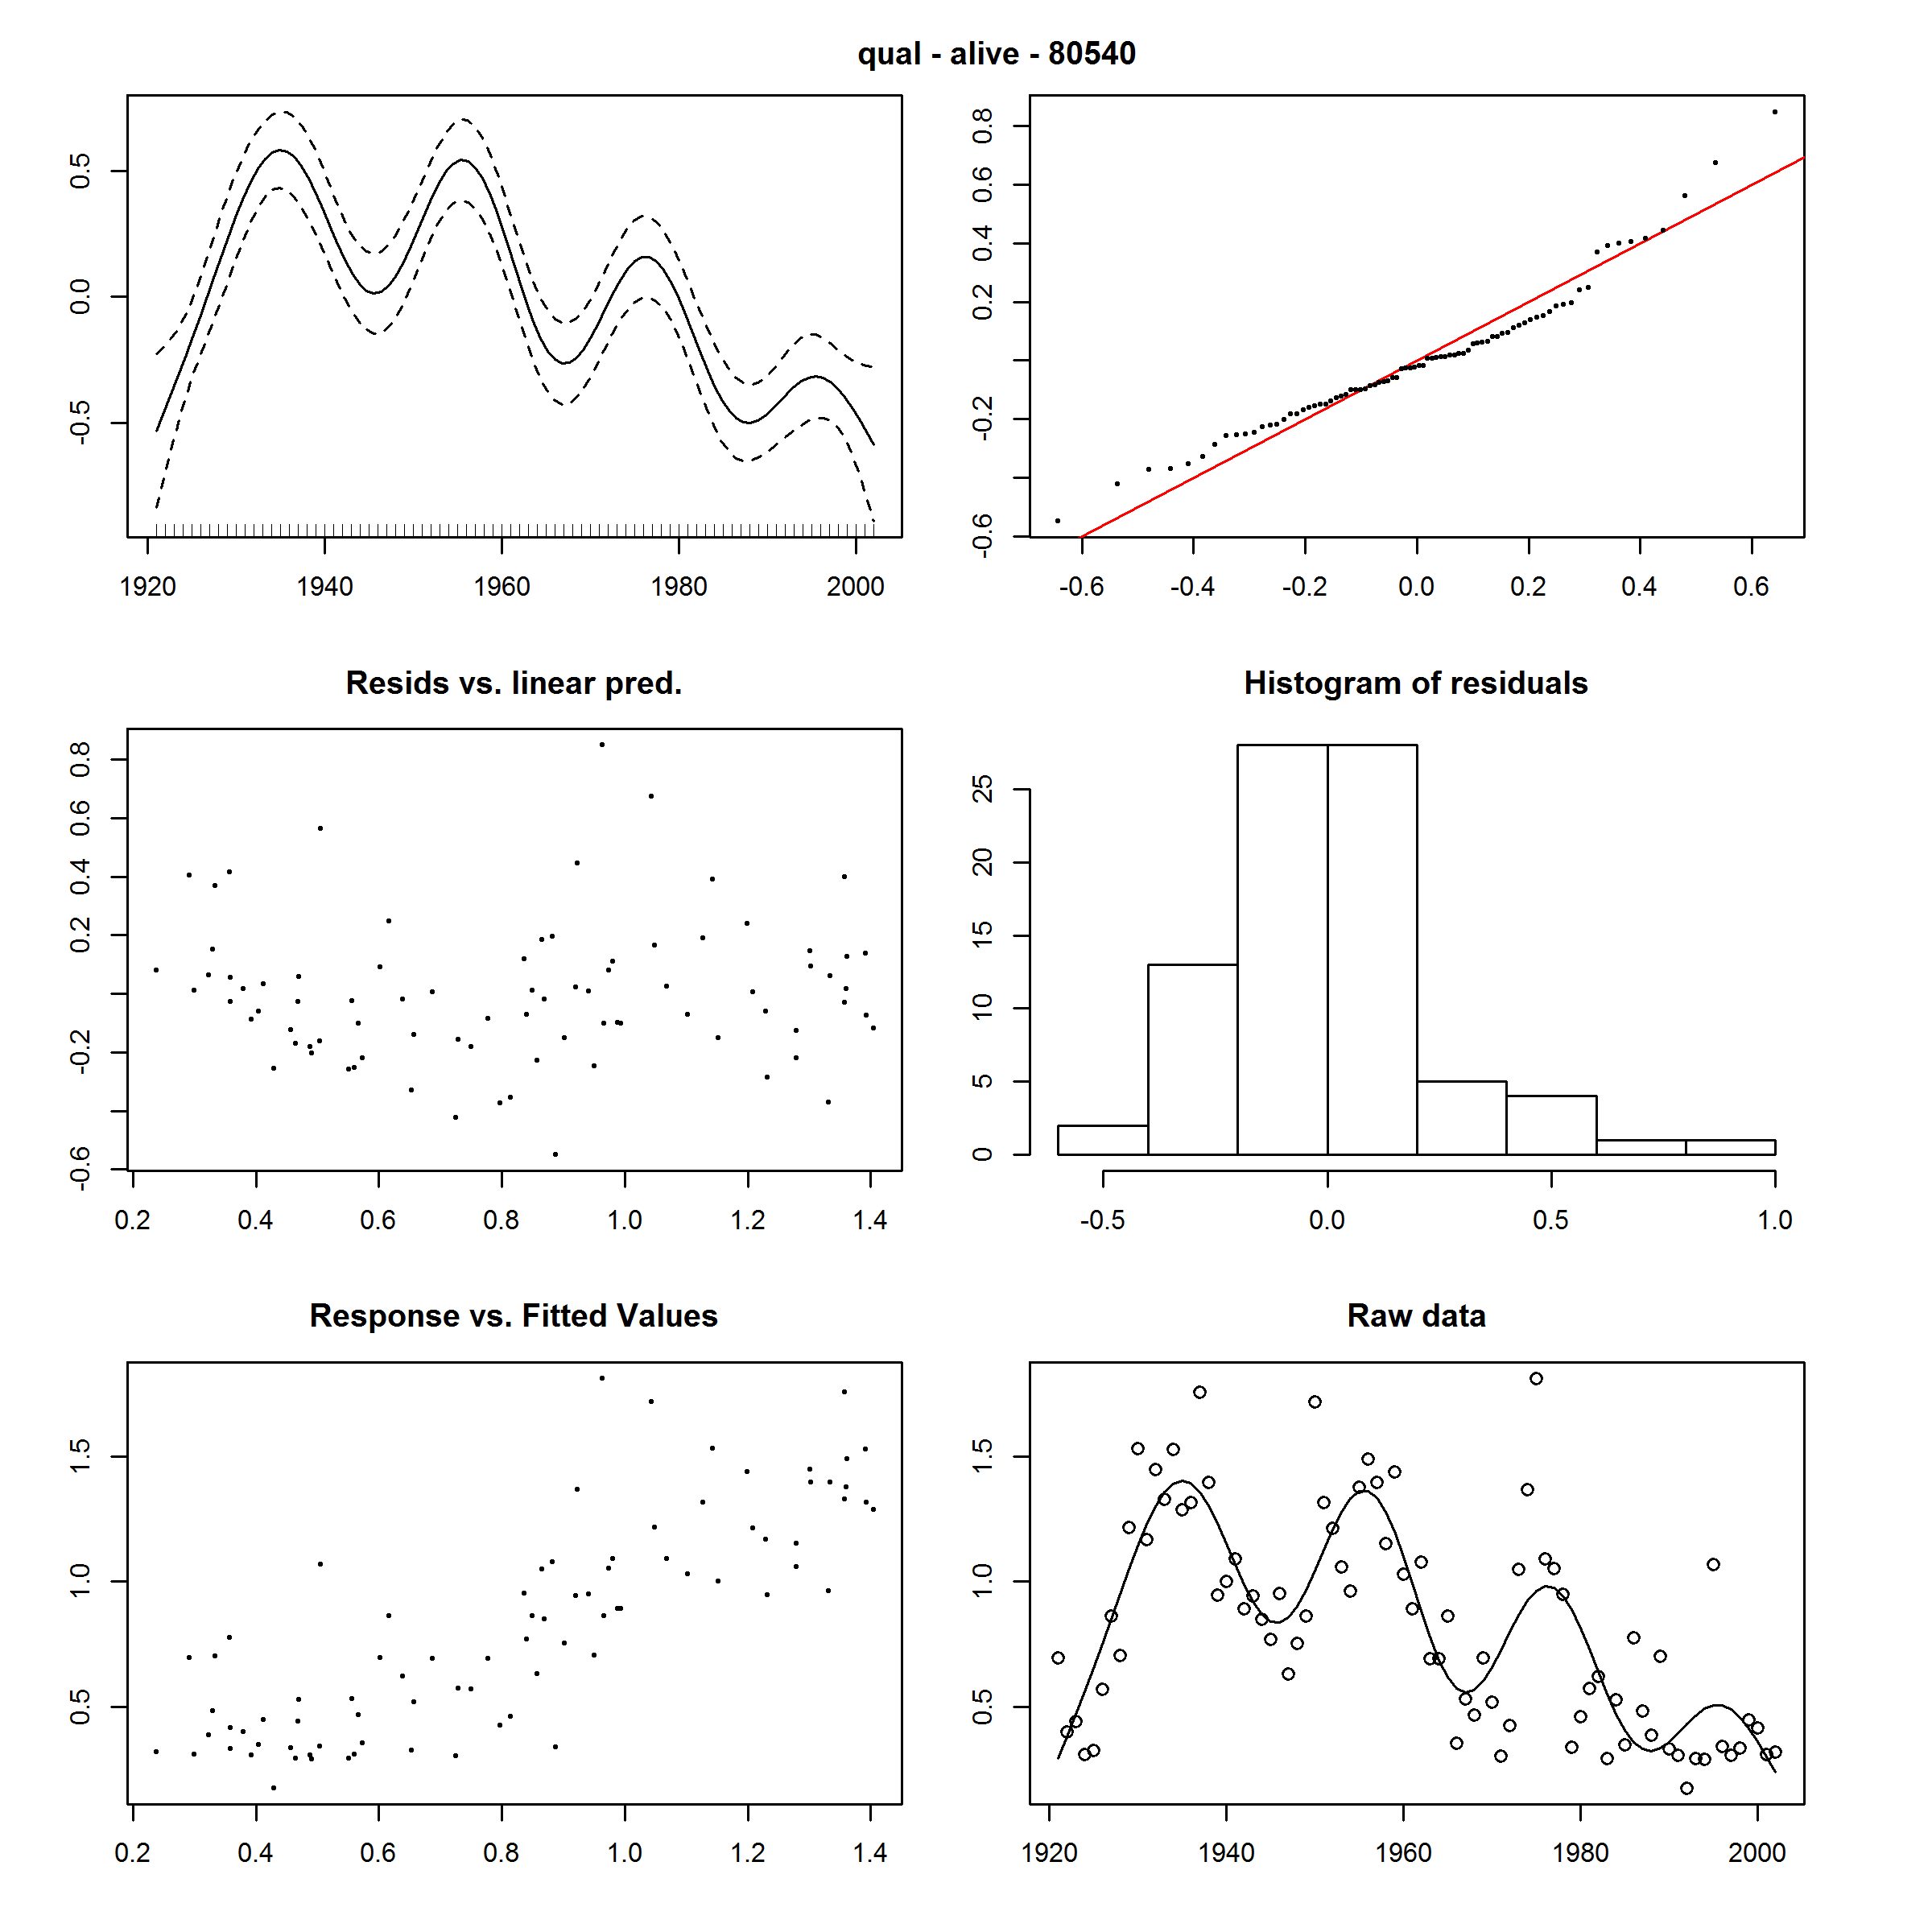 qual - alive - 80540
0.5
0.0
-0.5
1920 1940 1960 1980 2000
0.8
0.6
0.4
0.2
-0.2
-0.6
-0.6 -0.4 -0.2 0.0 0.2 0.4 0.6
Resids vs. linear pred.
0.8
0.6
0.4
0.2
-0.2
-0.6
0.2 0.4 0.6 0.8 1.0 1.2 1.4
Histogram of residuals
25
20
15
10
5
0
-0.5 0.0 0.5 1.0
Response vs. Fitted Values
1.5
1.0
0.5
0.2 0.4 0.6 0.8 1.0 1.2 1.4
Raw data
1.5
1.0
0.5
1920 1940 1960 1980 2000